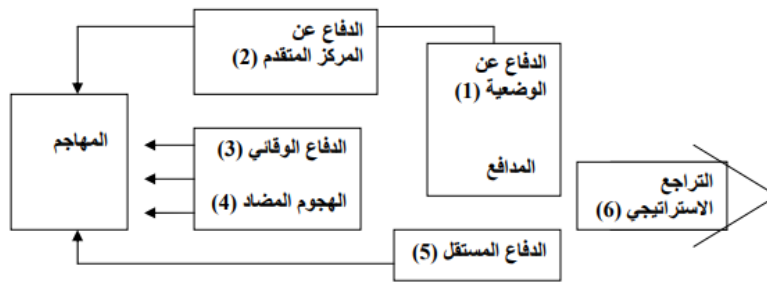 الدفاع عن
الوضعية (1)
المدافع
الدفاع عن
المركز المتقدم (2)
المهاجم
الدفاع الوقائي (3)
الهجوم المضاد (4)
التراجع
الاستراتيجي (6)
الدفاع المستقل (5)